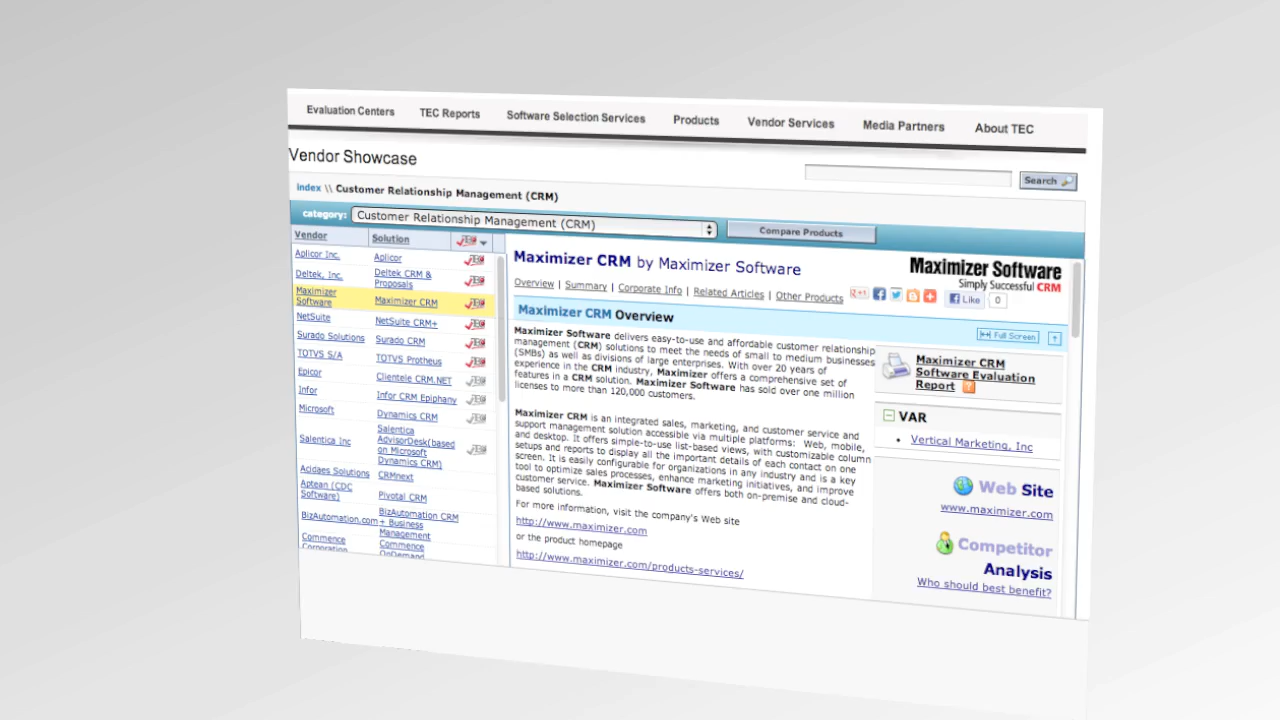 Evaluation Centers TEC Reports Software Selection Services Products Vendor Services Media Partners About TEC
Vendor Showcase
Search
index \\ Customer Relationship Management (CRM)
category: Customer Relationship Management (CRM) Compare Products
Vendor Solution
Aplicor Inc. Aplicor
Deltek, Inc. Deltek CRM &
Proposals
Maximizer
Software Maximizer CRM
NetSuite NetSuite CRM+
Surado Solutions Surado CRM
TOTVS S/A TOTVS Protheus
Epicor Clientele CRM.NET
Infor Infor CRM Epiphany
Microsoft Dynamics CRM
Salentica Inc Salentica
AdvisorDesk(based
on Microsoft
Dynamics CRM)
Acidaes Solutions CRMnext
Aptean (CDC
Software) Pivotal CRM
BizAutomation.com BizAutomation CRM
+ Business
Management
Commence
Corporation Commence
OnDemand
Maximizer CRM by Maximizer Software
Maximizer Software
Simply Successful CRM
Overview | Summary | Corporate Info | Related Articles | Other Products
g+1 Like 0
Maximizer CRM Overview
Full Screen
Maximizer Software delivers easy-to-use and affordable customer relationship
management (CRM) solutions to meet the needs of small to medium businesses
(SMBs) as well as divisions of large enterprises. With over 20 years of
experience in the CRM industry, Maximizer offers a comprehensive set of
features in a CRM solution. Maximizer Software has sold over one million
licenses to more than 120,000 customers.
Maximizer CRM is an integrated sales, marketing, and customer service and
support management solution accessible via multiple platforms: Web, mobile,
and desktop. It offers simple-to-use list-based views, with customizable column
setups and reports to display all the important details of each contact on one
screen. It is easily configurable for organizations in any industry and is a key
tool to optimize sales processes, enhance marketing initiatives, and improve
customer service. Maximizer Software offers both on-premise and cloud-
based solutions.
For more information, visit the company's Web site
http://www.maximizer.com
or the product homepage
http://www.maximizer.com/products-services/
Maximizer CRM
Software Evaluation
Report
VAR
Vertical Marketing, Inc
Web Site
www.maximizer.com
Competitor
Analysis
Who should best benefit?